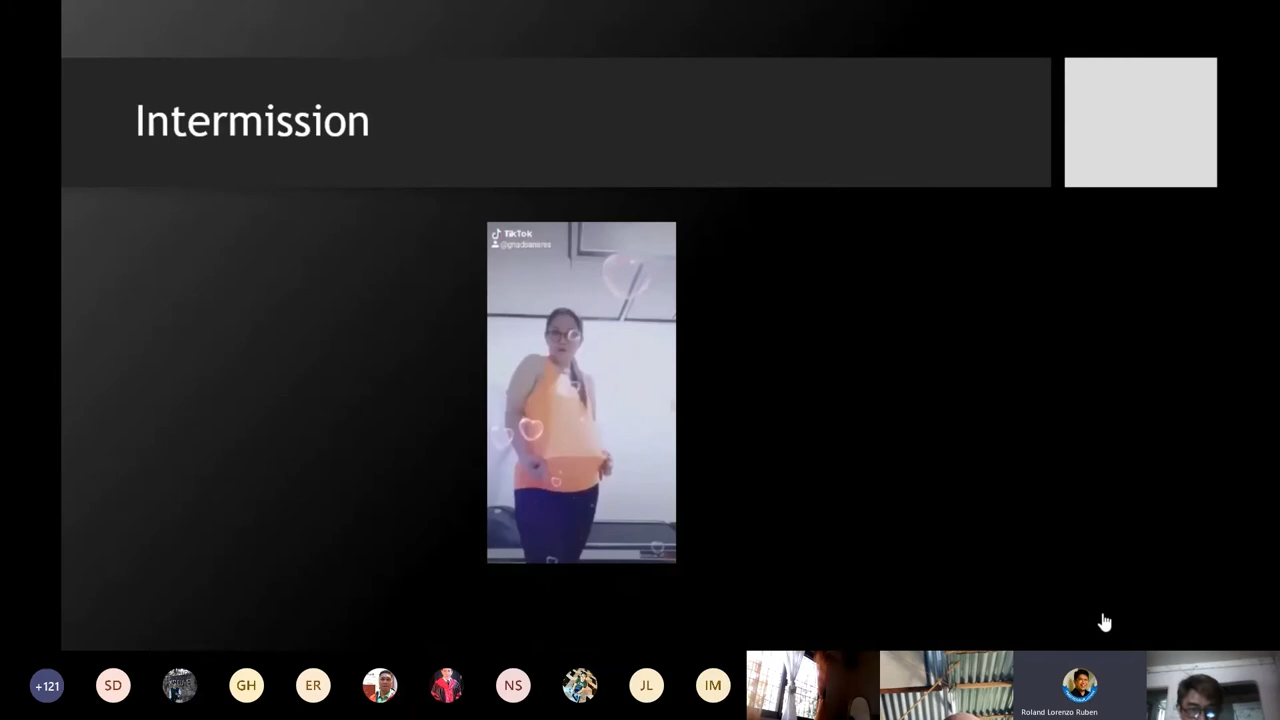 Intermission
TikTok
+121
SD
GH
ER
NS
JL
IM
Roland Lorenzo Ruben